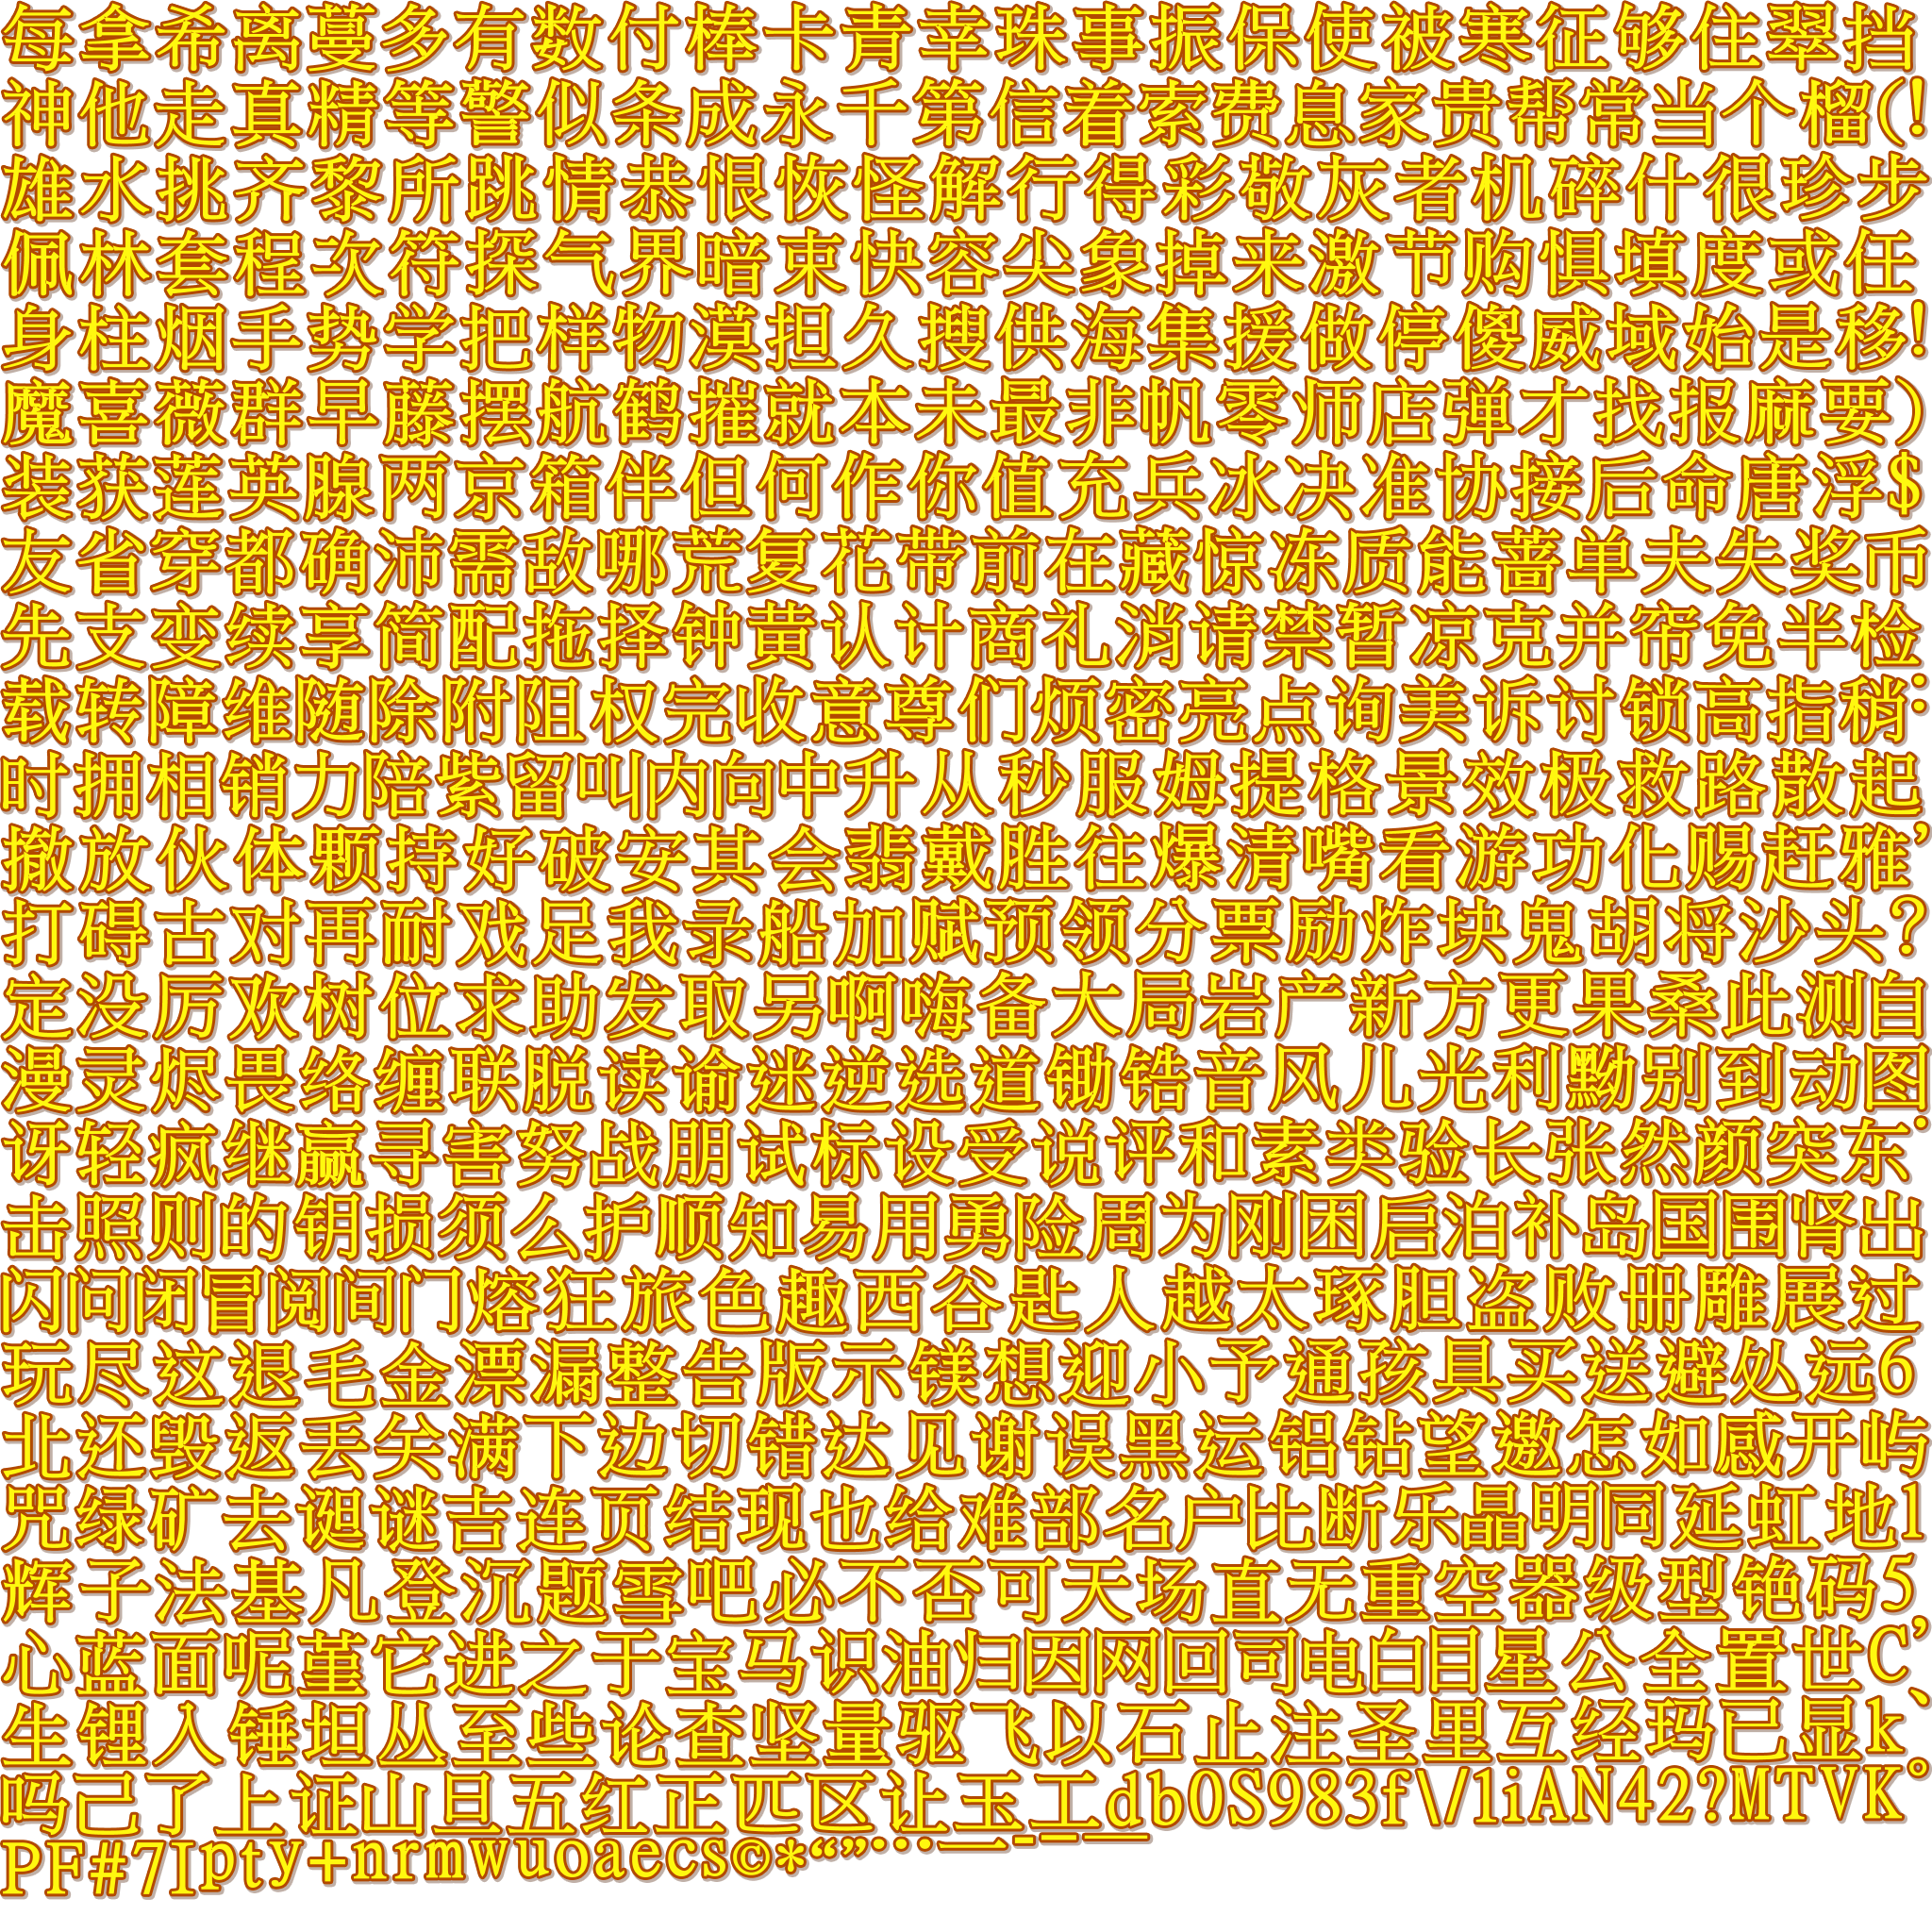 每拿希离蔓多有数付棒卡青幸珠事振保使被寒征够住翠挡
神他走真精等警似条成永千第信着索费息家贵帮常当个榴(!
雄水挑齐黎所跳情恭恨恢怪解行得彩敬灰者机碎什很珍步
佩林套程次符探气界暗束快容尖象掉来激节购惧填度或任
身柱烟手势学把样物漠担久搜供海集援做停傻威域始是移!
魔喜薇群早藤摆航鹤摧就本未最非帆零师店弹才找报麻要)
装获莲英腺两京箱伴但何作你值充兵冰决准协接后命唐浮$
友省穿都确沛需敌哪荒复花带前在藏惊冻质能蔷单夫失奖币
先支变续享简配拖择钟黄认计商礼消请禁暂凉克并帘免半检
载转障维随除附阻权完收意尊们烦密亮点询美诉讨锁高指稍:
时拥相销力陪紫留叫内向中升从秒服姆提格景效极救路散起
撤放伙体颗持好破安其会翡戴胜往爆清嘴看游功化赐赶雅’
打碍古对再耐戏足我录船加赋预领分票励炸块鬼胡将沙头?
定没厉欢树位求助发取另啊嗨备大局岩产新方更果桑此测自
漫灵烬畏络缠联脱读谕迷逆选道锄锆音风儿光利黝别到动图
讶轻疯继赢寻害努战朋试标设受说评和素类验长张然颜突东
击照则的钥损须么护顺知易用勇险周为刚困启泊补岛国围肾出
闪问闭冒阅间门熔狂旅色趣西谷匙人越太琢胆盗败册雕展过
玩尽这退毛金漂漏整告版示镁想迎小予通孩具买送避处远6
北还毁返丢关满下边切错达见谢误黑运铝钻望邀怎如感开屿
咒绿矿去诞谜吉连页结现也给难部名户比断乐晶明同延虹地l
辉子法基凡登沉题雪吧必不否可天场直无重空器级型铯码5
心蓝面呢堇它进之于宝马识油归因网回司电白目星公全置世C’
生锂入锤坦丛至些论查坚量驱飞以石止注圣里互经玛已显k、
吗己了上证山旦五红正匹区让玉工_db0S983f\/1iAN42?MTVK°
PF#7Ipty+nrmwuoaecs©*“”¨¨—-——